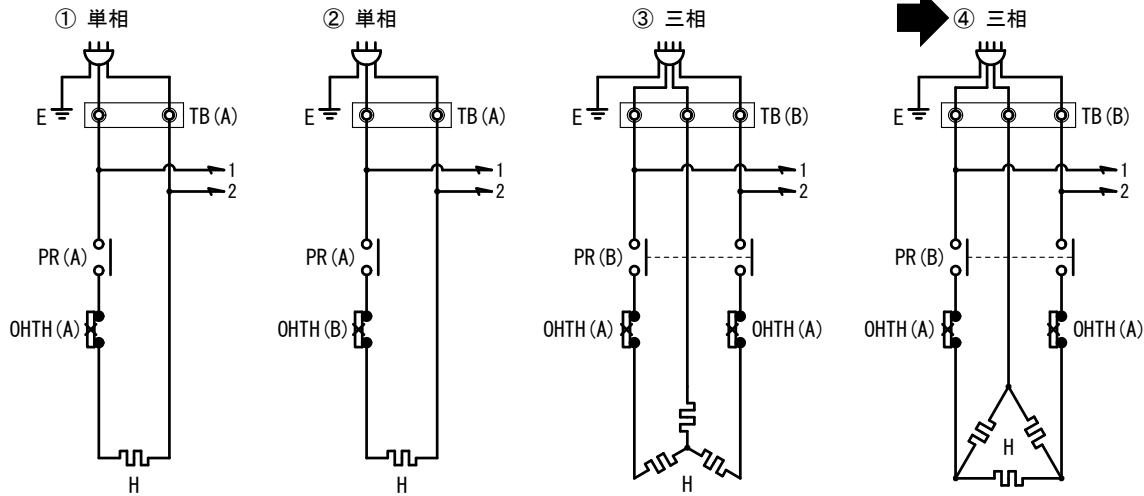 ① 単相
② 単相
③ 三相
④ 三相
E
TB(A)
E
TB(A)
E
TB(B)
E
TB(B)
1
2
1
2
1
2
1
2
PR(A)
PR(A)
PR(B)
PR(B)
OHTH(A)
OHTH(B)
OHTH(A)
OHTH(A)
OHTH(A)
OHTH(A)
H
H
H
H